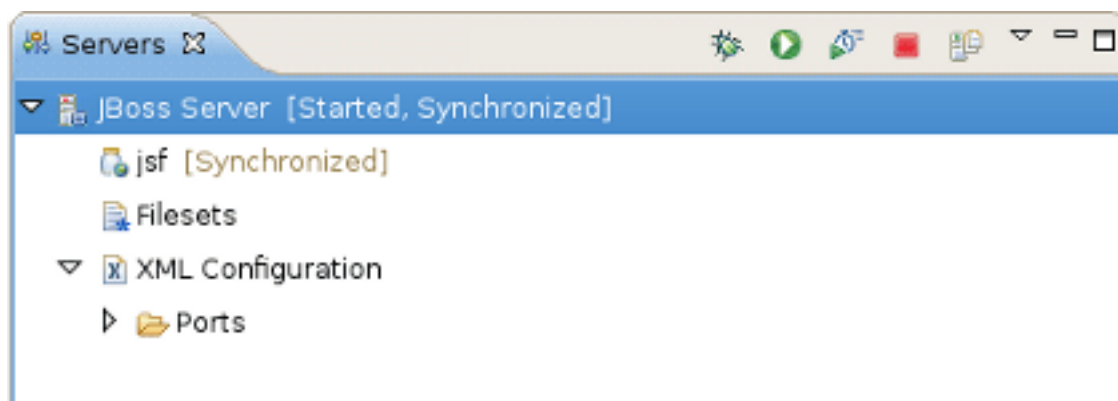 Servers
JBoss Server [Started, Synchronized]
jsf [Synchronized]
Filesets
XML Configuration
Ports